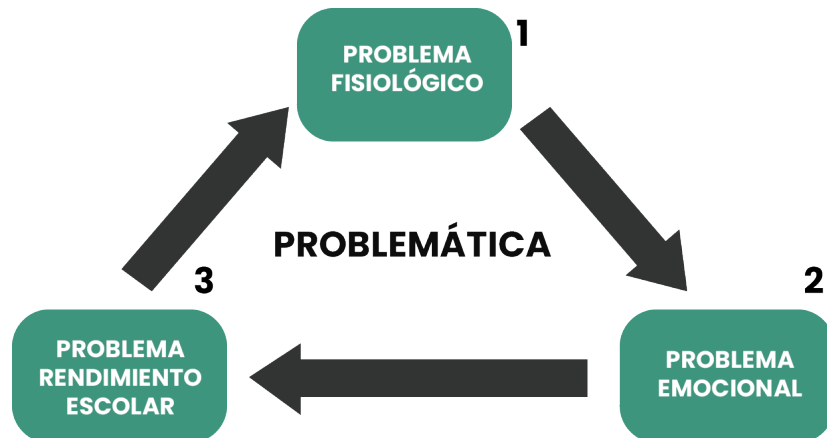 1
PROBLEMA
FISIOLÓGICO
PROBLEMÁTICA
2
PROBLEMA
EMOCIONAL
3
PROBLEMA
RENDIMIENTO
ESCOLAR